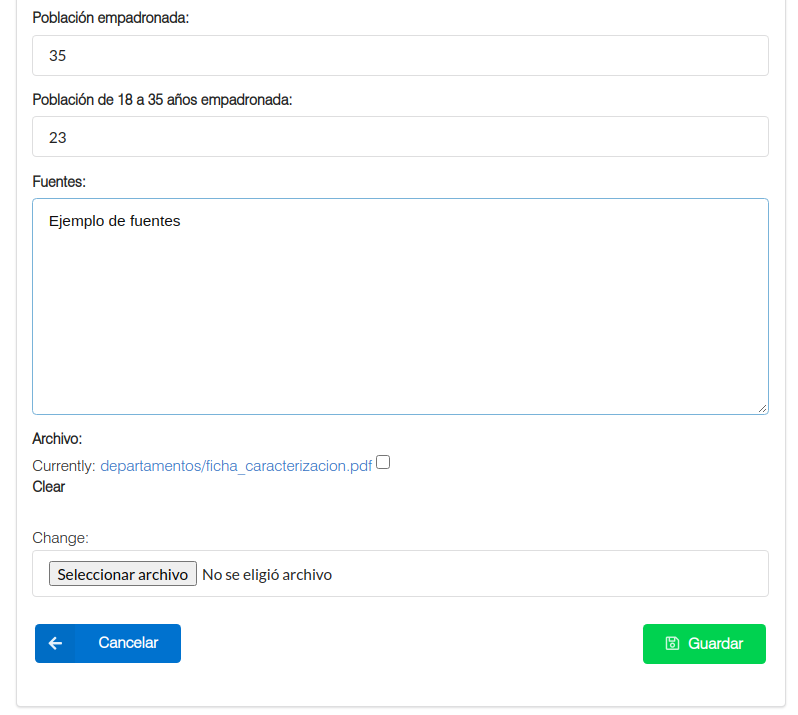 Población empadronada:
35
Población de 18 a 35 años empadronada:
23
Fuentes:
Ejemplo de fuentes
Archivo:
Currently: departamentos/ficha_caracterizacion.pdf
Clear
Change:
Seleccionar archivo No se eligió archivo
Cancelar
Guardar